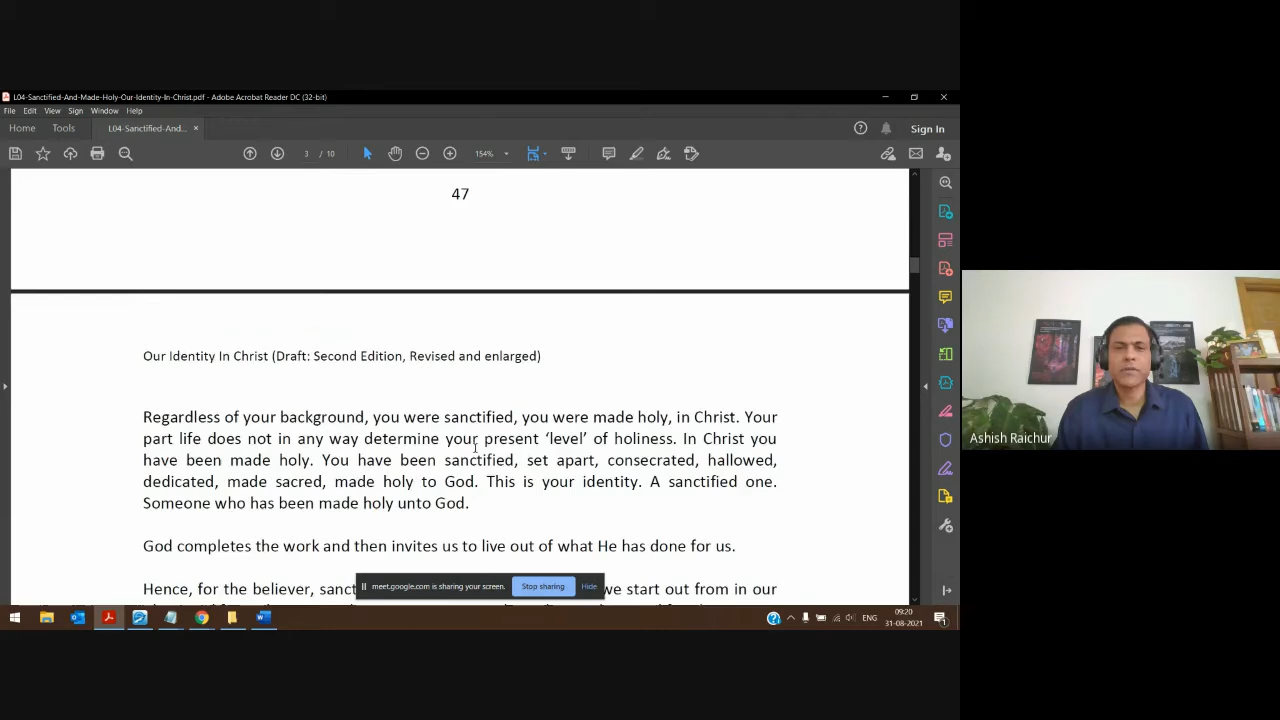 L04-Sanctified-And-Made-Holy-Our-Identity-In-Christ.pdf - Adobe Acrobat Reader DC (32-bit)
File Edit View Sign Window Help
Home Tools L04-Sanctified-And... × Sign In
3 / 10 154%
47
Our Identity In Christ (Draft: Second Edition, Revised and enlarged)
Regardless of your background, you were sanctified, you were made holy, in Christ. Your
part life does not in any way determine your present ‘level’ of holiness. In Christ you
have been made holy. You have been sanctified, set apart, consecrated, hallowed,
dedicated, made sacred, made holy to God. This is your identity. A sanctified one.
Someone who has been made holy unto God.
God completes the work and then invites us to live out of what He has done for us.
Hence, for the believer, sanct we start out from in our
meet.google.com is sharing your screen. Stop sharing Hide
ENG 09:20
31-08-2021
Ashish Raichur